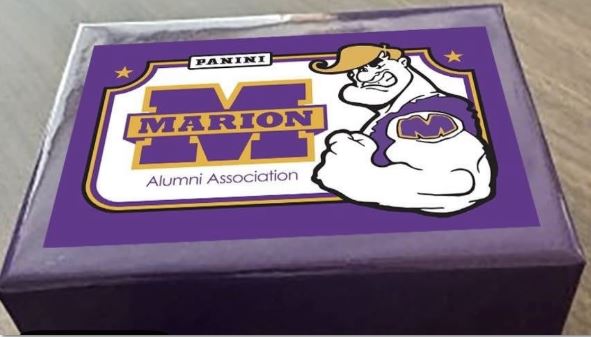 PANINI
MARION
M
Alumni Association
M